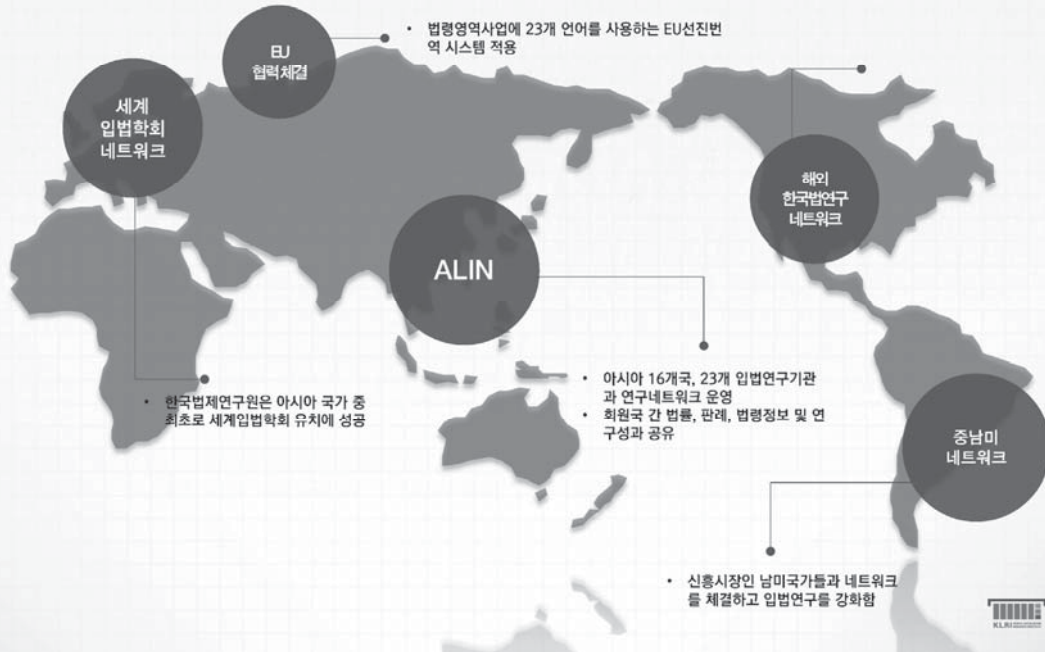 EU
협력체결
법령영역사업에 23개 언어를 사용하는 EU선진번
역 시스템 적용
세계
입법학회
네트워크
해외
한국법연구
네트워크
ALIN
한국법제연구원은 아시아 국가 중
최초로 세계입법학회 유치에 성공
아시아 16개국, 23개 입법연구기관
과 연구네트워크 운영
회원국 간 법률, 판례, 법령정보 및 연
구성과 공유
중남미
네트워크
신흥시장인 남미국가들과 네트워크
를 체결하고 입법연구를 강화함
KLRI